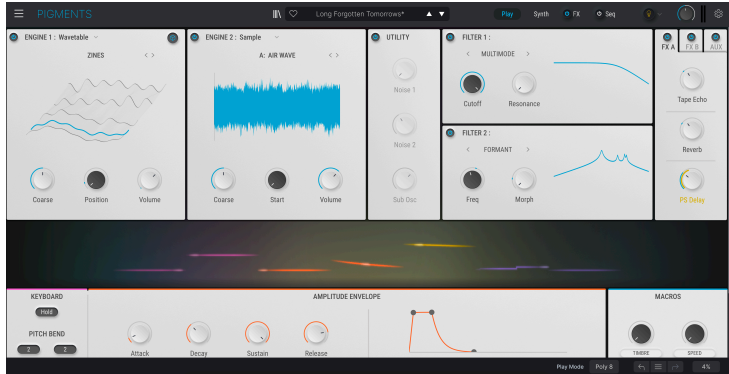 PIGMENTS
Long Forgotten Tomorrows*
Play Synth FX Seq
ENGINE 1 : Wavetable
ZINES
Coarse Position Volume
ENGINE 2 : Sample
A: AIR WAVE
Coarse Start Volume
UTILITY
Noise 1
Noise 2
Sub Osc
FILTER 1 :
MULTIMODE
Cutoff Resonance
FILTER 2 :
FORMANT
Freq Morph
FX A FX B AUX
Tape Echo
Reverb
PS Delay
KEYBOARD
Hold
PITCH BEND
2 2
AMPLITUDE ENVELOPE
Attack Decay Sustain Release
MACROS
TIMBRE SPEED
Play Mode Poly 8 4%